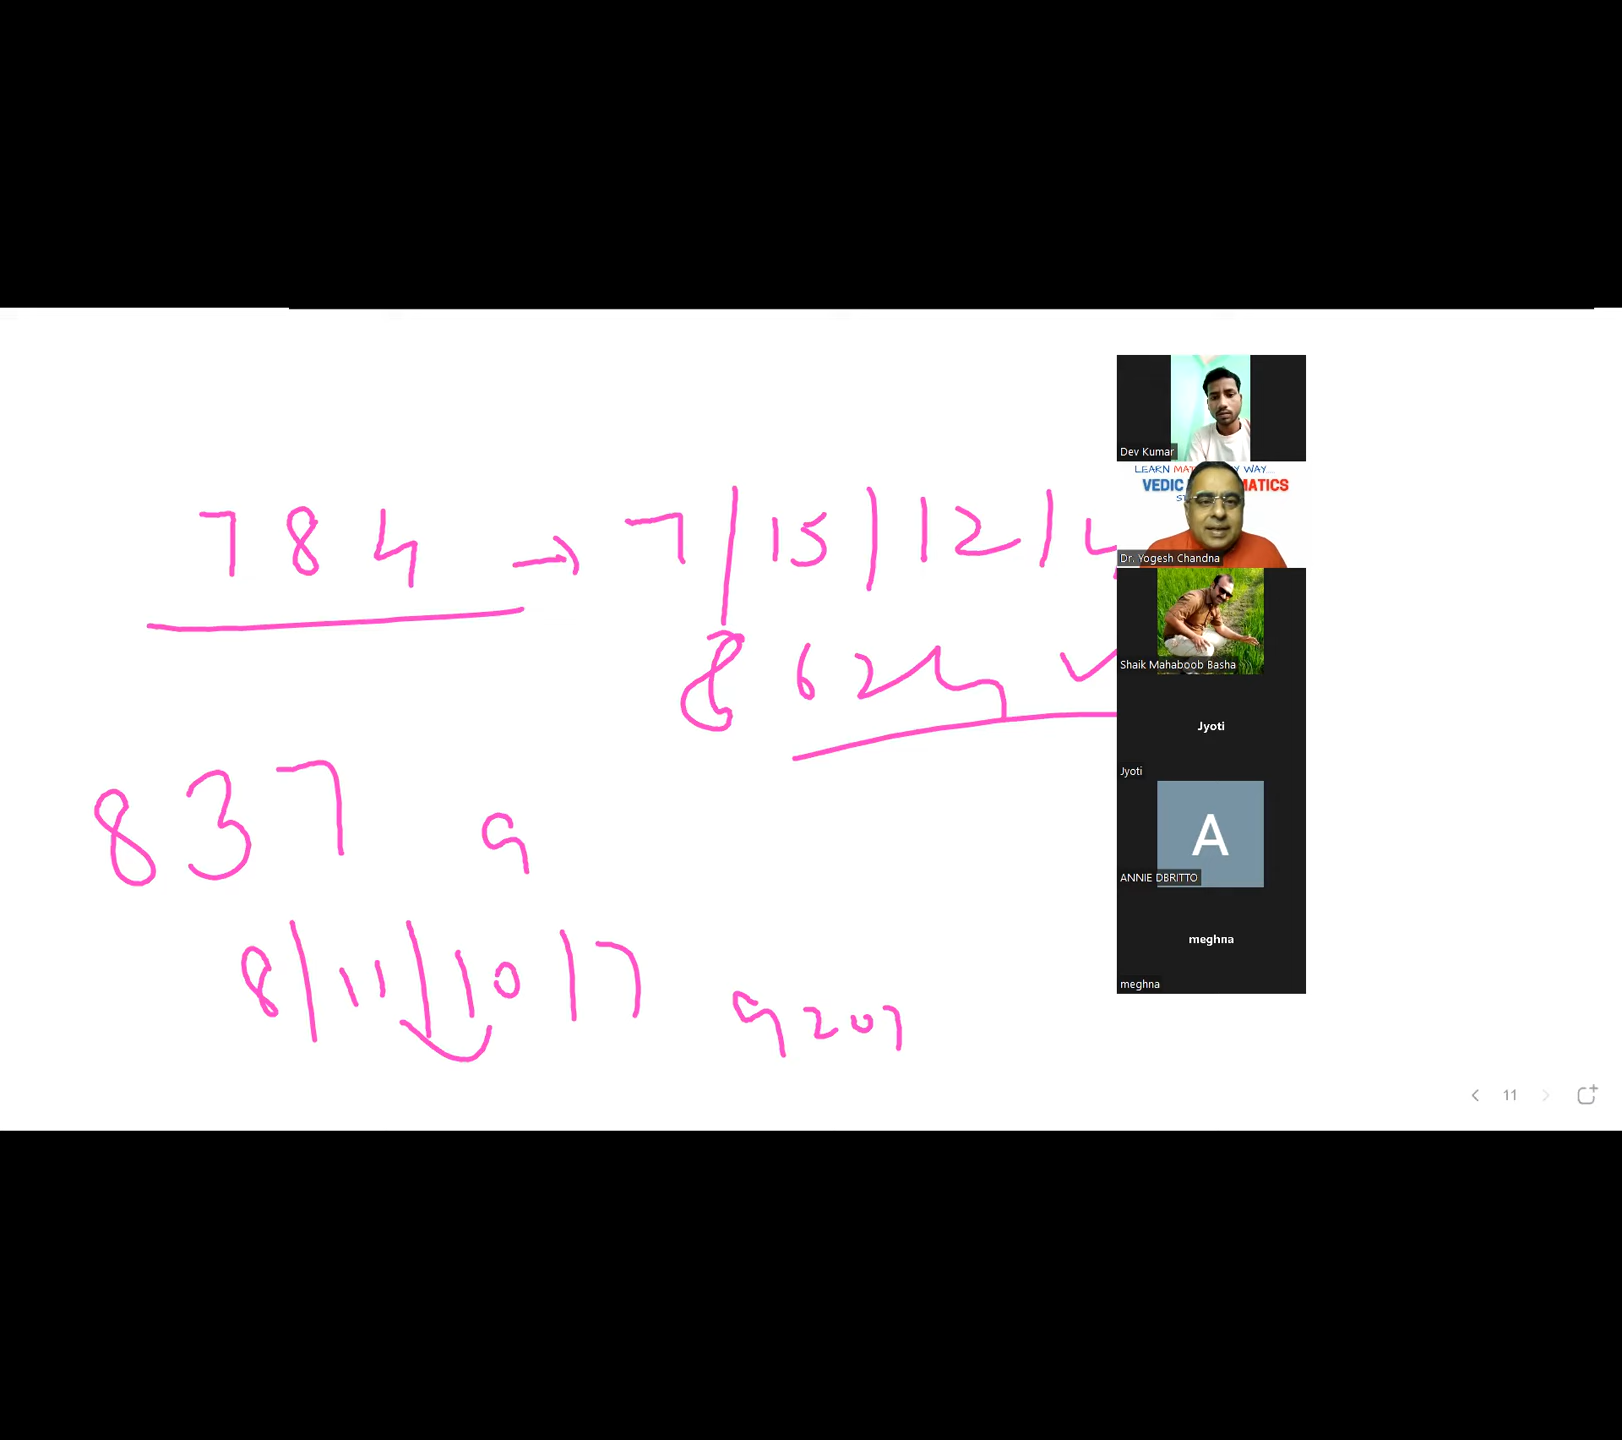 Dev Kumar
LEARN MAT Y WAY....
VEDIC MATICS
Dr. Yogesh Chandna
784 → 7/15/12/4
8624 ✓
Shaik Mahaboob Basha
Jyoti
Jyoti
837 9
A
ANNIE DBRITTO
8/11/10/7
9207
meghna
meghna
< 11 >